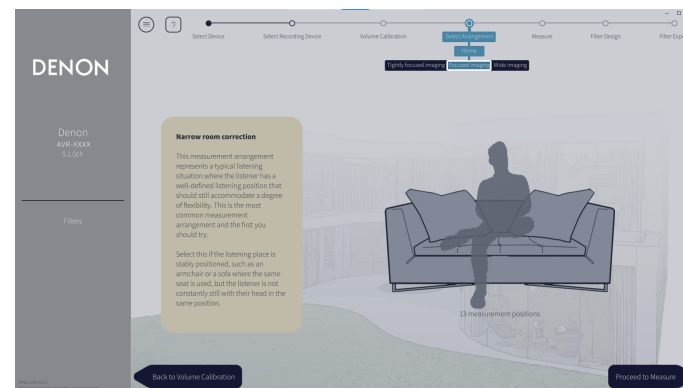 ?
Select Device
Select Recording Device
Volume Calibration
Select Arrangement
Measure
Filter Design
Filter Expo
Home
Tightly focused imaging
Focused imaging
Wide imaging
DENON
Denon
AVR-XXXX
5.1.0ch
Filters
Narrow room correction
This measurement arrangement
represents a typical listening
situation where the listener has a
well-defined listening position that
should still accommodate a degree
of flexibility. This is the most
common measurement
arrangement and the first you
should try.
Select this if the listening place is
stably positioned, such as an
armchair or a sofa where the same
seat is used, but the listener is not
constantly still with their head in the
same position.
13 measurement positions
Back to Volume Calibration
Proceed to Measure